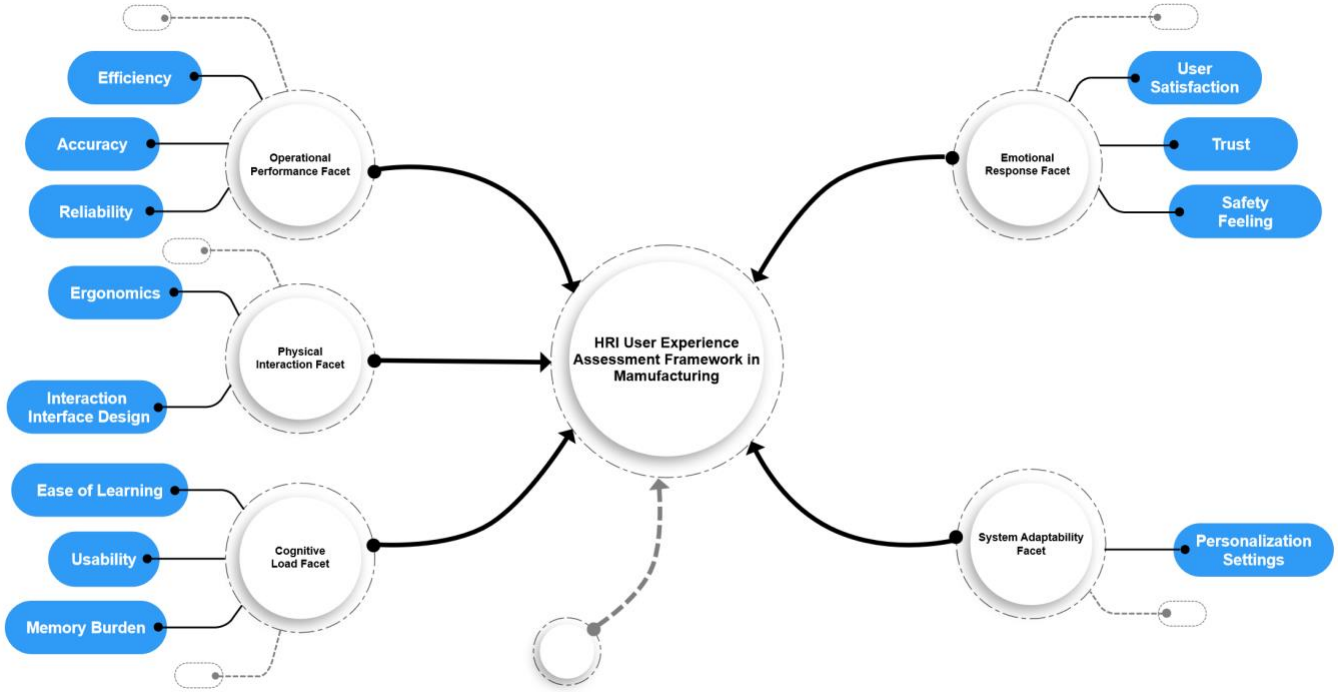 Efficiency
Accuracy
Reliability
Operational
Performance Facet
Ergonomics
Interaction
Interface Design
Physical
Interaction Facet
Ease of Learning
Usability
Memory Burden
Cognitive
Load Facet
HRI User Experience
Assessment Framework in
Mamufacturing
Emotional
Response Facet
User
Satisfaction
Trust
Safety
Feeling
System Adaptability
Facet
Personalization
Settings